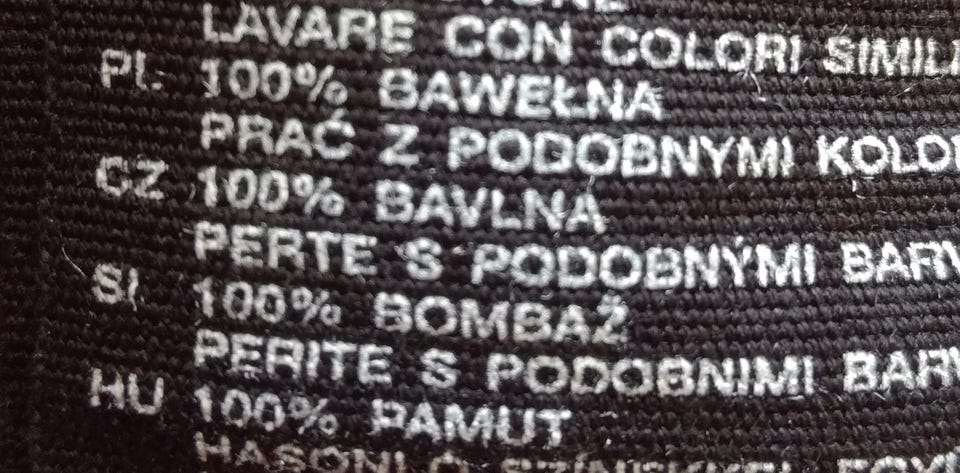 LAVARE CON COLORI SIMILI
PL 100% BAWEŁNA
PRAĆ Z PODOBNYMI KOLO
CZ 100% BAVLNA
PERTE S PODOBNÝMI BARV
SI 100% BOMBAŽ
PERITE S PODOBNIMI BARV
HU 100% PAMUT